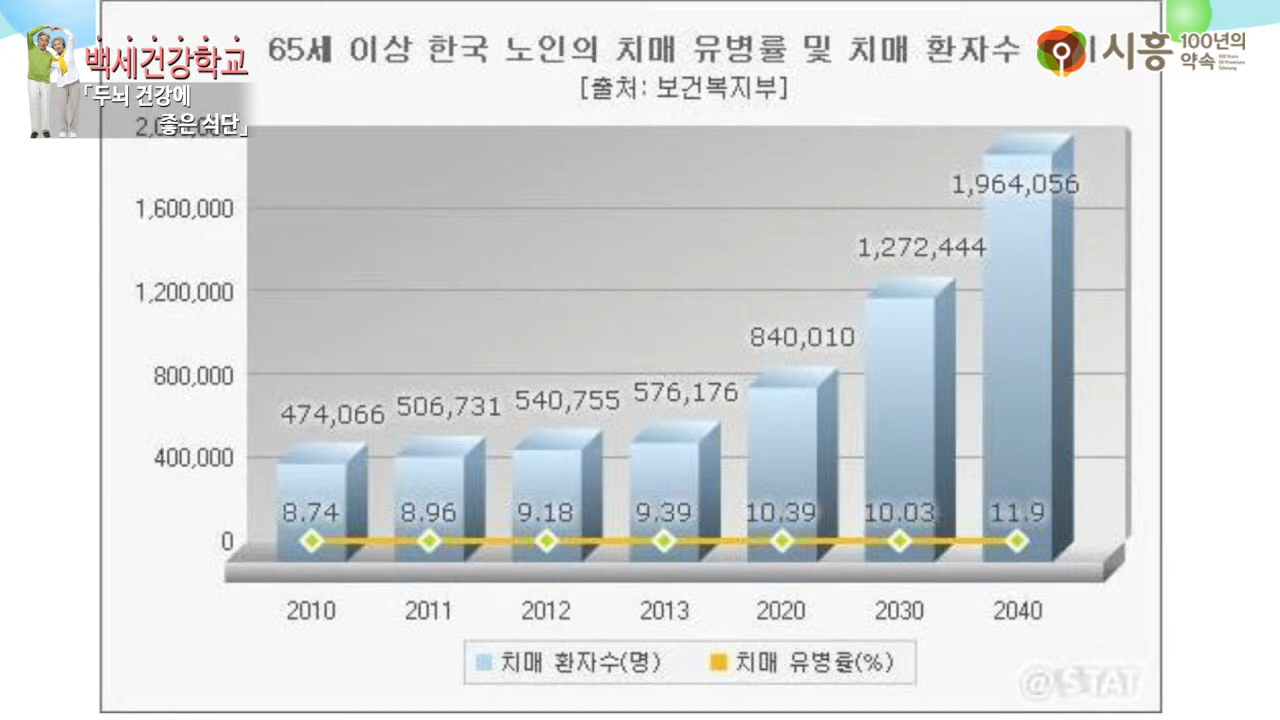 백세건강학교
「두뇌 건강에
좋은 식단」
65세 이상 한국 노인의 치매 유병률 및 치매 환자수
[출처: 보건복지부]
시흥 100년의 약속
1,600,000
1,200,000
800,000
400,000
0
474,066 506,731 540,755 576,176 840,010 1,272,444 1,964,056
8.74 8.96 9.18 9.39 10.39 10.03 11.9
2010 2011 2012 2013 2020 2030 2040
치매 환자수(명) 치매 유병률(%)
@STAT